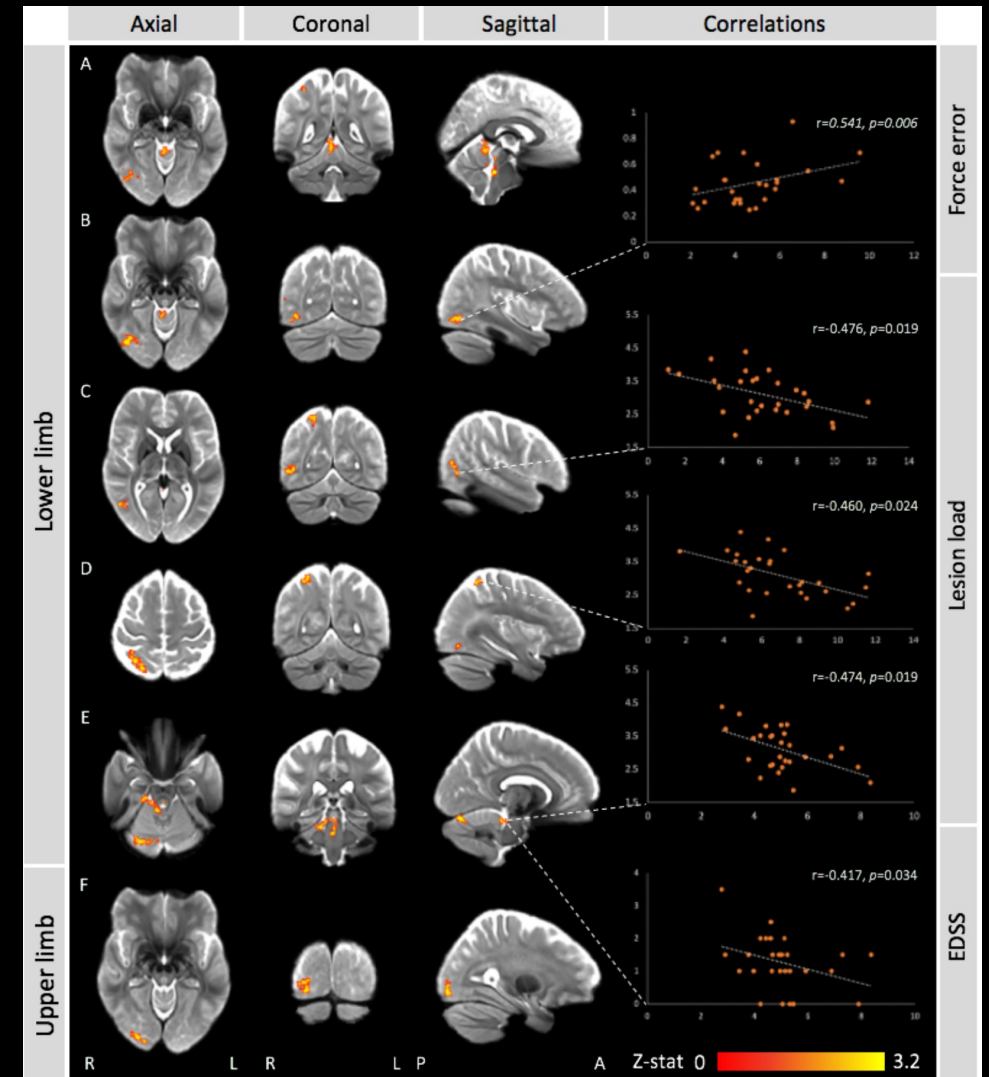 Axial Coronal Sagittal Correlations
Lower limb
Upper limb
Force error
Lesion load
EDSS
A
B
C
D
E
F
r=0.541, p=0.006
1
0.8
0.6
0.4
0.2
0
0 2 4 6 8 10 12
r=-0.476, p=0.019
5.5
4.5
3.5
2.5
1.5
0 2 4 6 8 10 12 14
r=-0.460, p=0.024
5.5
4.5
3.5
2.5
1.5
0 2 4 6 8 10 12 14
r=-0.474, p=0.019
5.5
4.5
3.5
2.5
1.5
0 2 4 6 8 10
r=-0.417, p=0.034
4
3
2
1
0
0 2 4 6 8 10
R L R L P A Z-stat 0 3.2